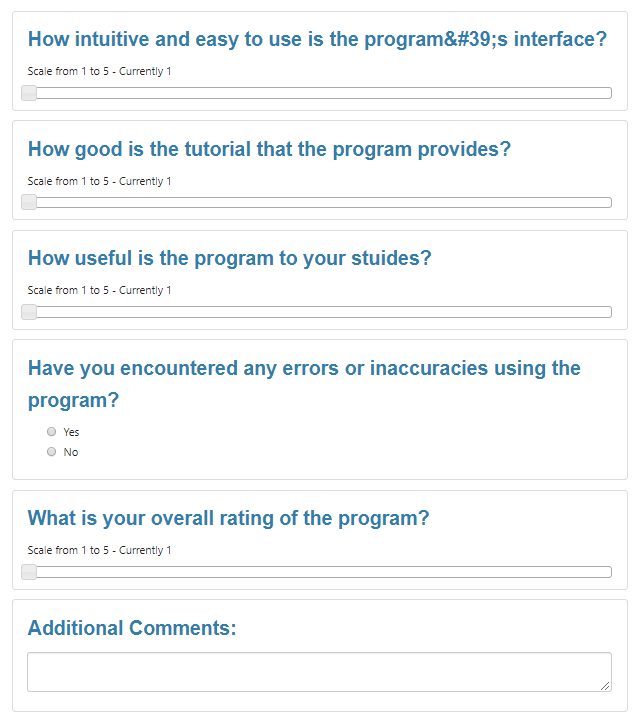 How intuitive and easy to use is the program&#39;s interface?
Scale from 1 to 5 - Currently 1
How good is the tutorial that the program provides?
Scale from 1 to 5 - Currently 1
How useful is the program to your stuides?
Scale from 1 to 5 - Currently 1
Have you encountered any errors or inaccuracies using the
program?
Yes
No
What is your overall rating of the program?
Scale from 1 to 5 - Currently 1
Additional Comments: